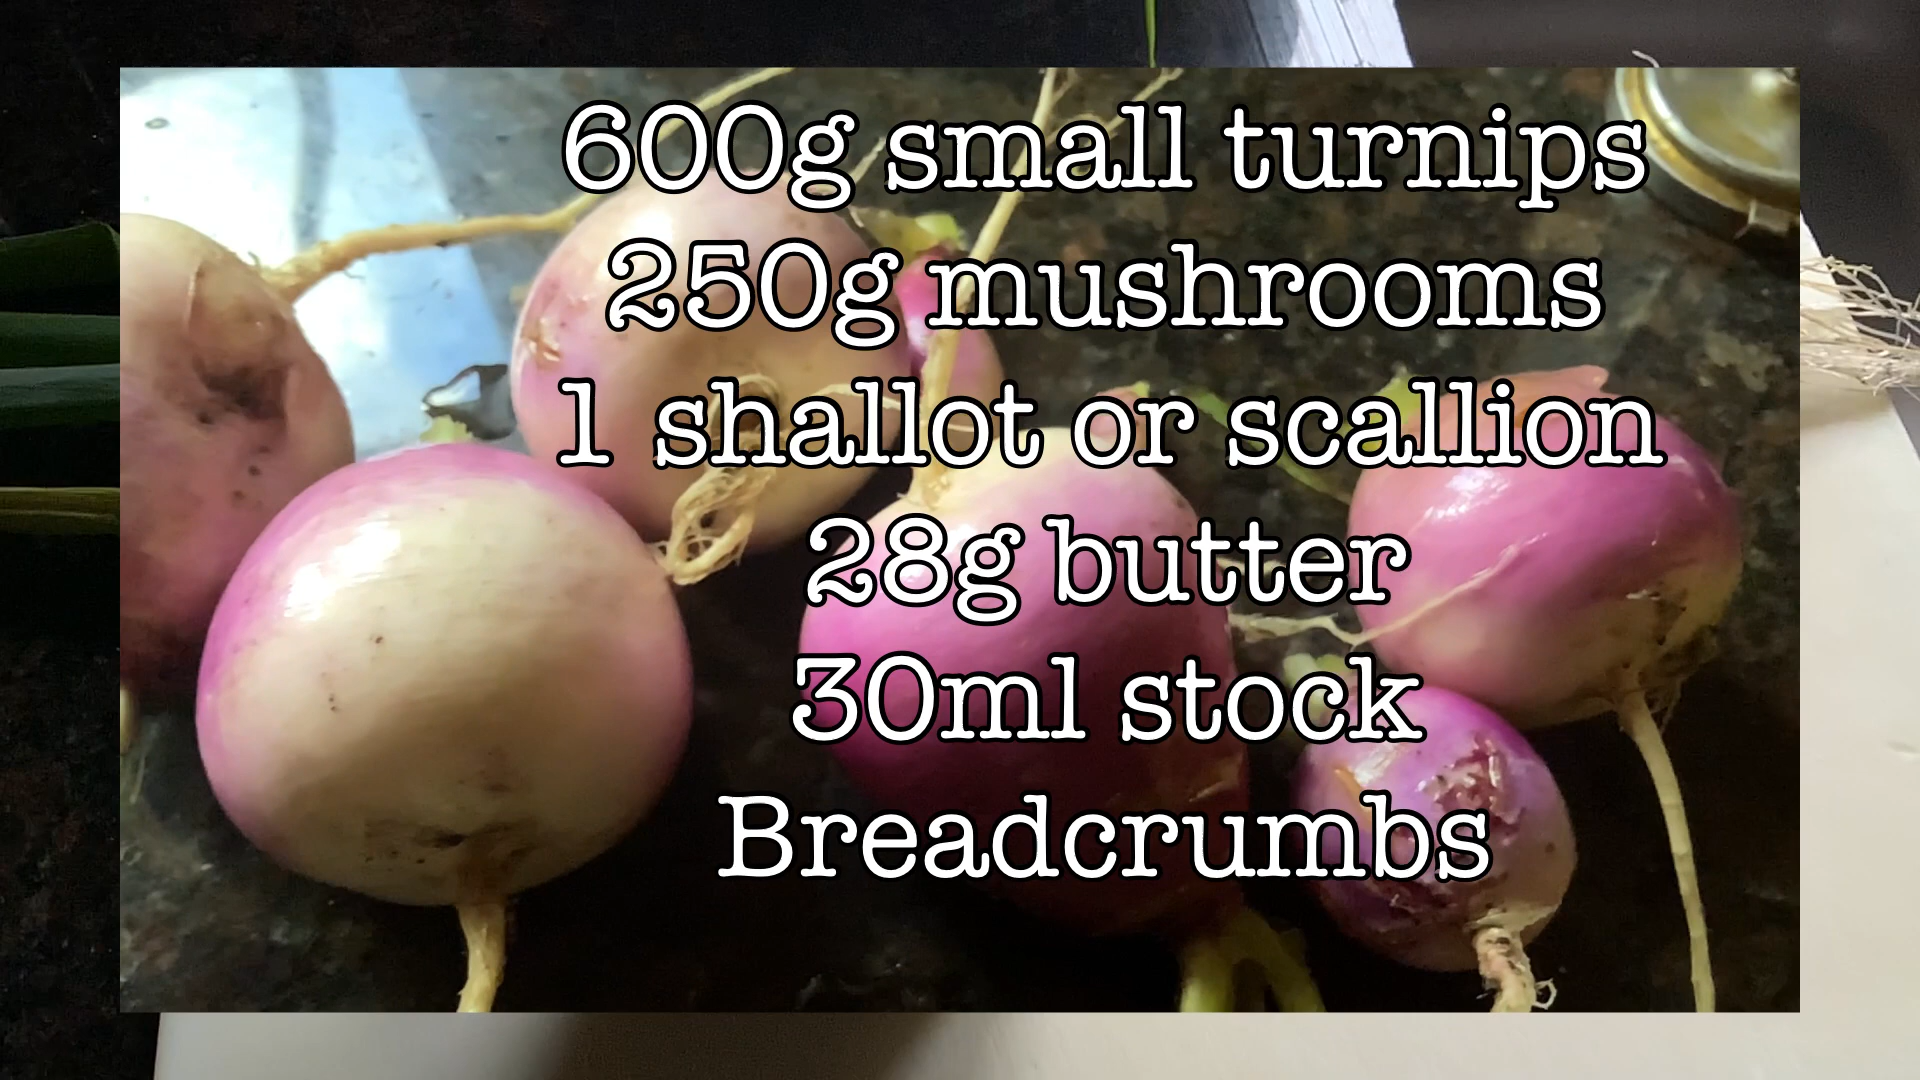 600g small turnips
250g mushrooms
1 shallot or scallion
28g butter
30ml stock
Breadcrumbs